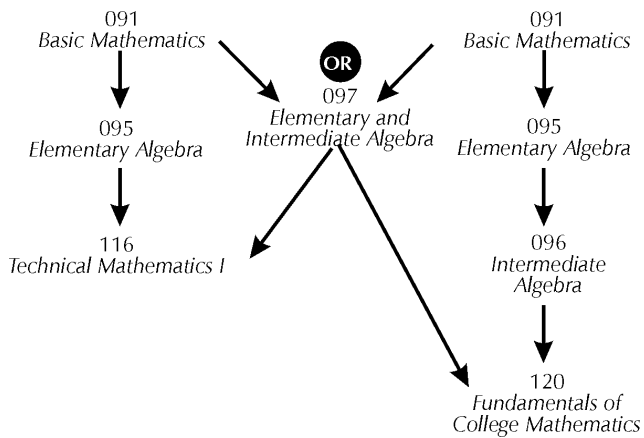 091
Basic Mathematics
095
Elementary Algebra
116
Technical Mathematics I
OR
097
Elementary and
Intermediate Algebra
091
Basic Mathematics
095
Elementary Algebra
096
Intermediate
Algebra
120
Fundamentals of
College Mathematics